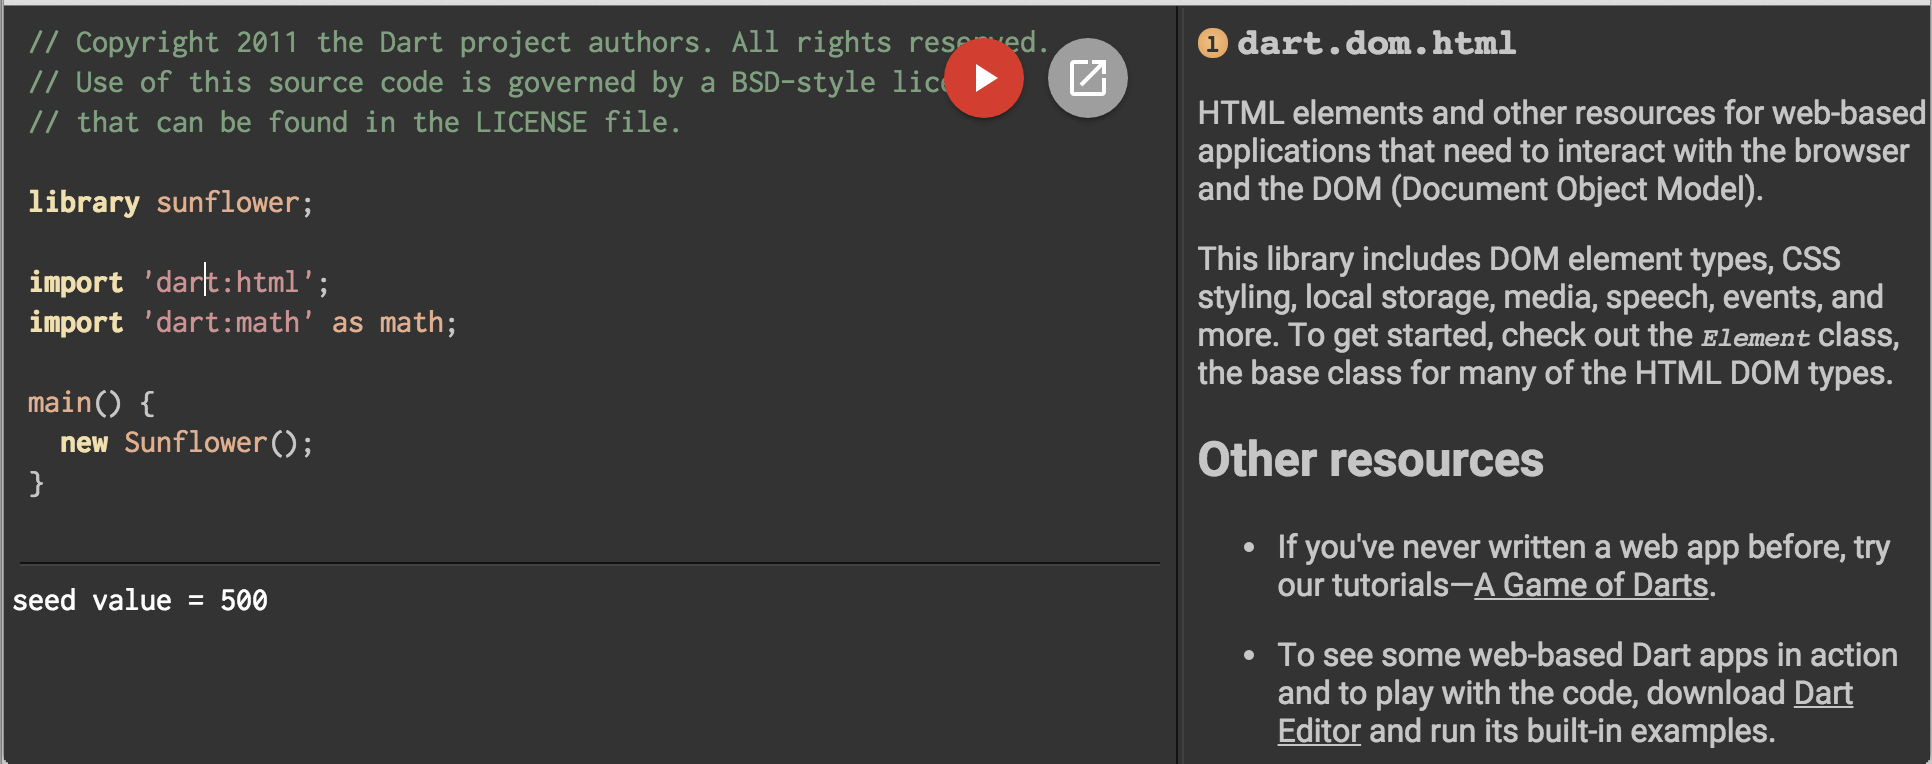 // Copyright 2011 the Dart project authors. All rights reserved.
// Use of this source code is governed by a BSD-style
// that can be found in the LICENSE file.
library sunflower;
import 'dart:html';
import 'dart:math' as math;
main() {
  new Sunflower();
}
seed value = 500
1 dart.dom.html
HTML elements and other resources for web-based
applications that need to interact with the browser
and the DOM (Document Object Model).
This library includes DOM element types, CSS
styling, local storage, media, speech, events, and
more. To get started, check out the Element class,
the base class for many of the HTML DOM types.
Other resources
• If you've never written a web app before, try
our tutorials—A Game of Darts.
• To see some web-based Dart apps in action
and to play with the code, download Dart
Editor and run its built-in examples.